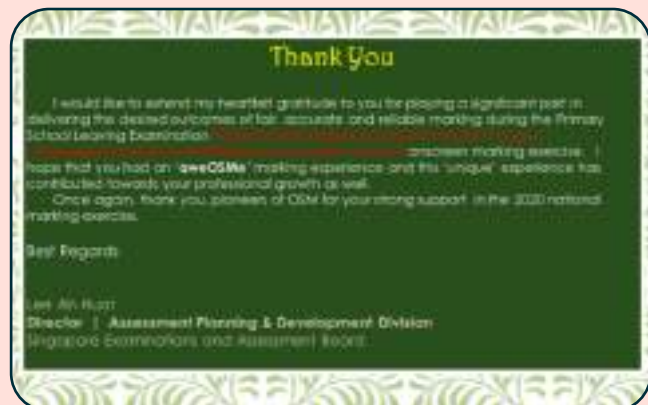 Thank You
I would like to extend my heartfelt gratitude to you for playing a significant part in
delivering the desired outcomes of fair, accurate and reliable marking during the Primary
School Leaving Examination
onscreen marking exercise. I
hope that you had an 'aweOSMe' marking experience and this 'unique' experience has
contributed towards your professional growth as well.
Once again, thank you, pioneers of OSM for your strong support in the 2020 national
marking exercise.
Best Regards
Director | Assessment Planning & Development Division
Singapore Examinations and Assessment Board